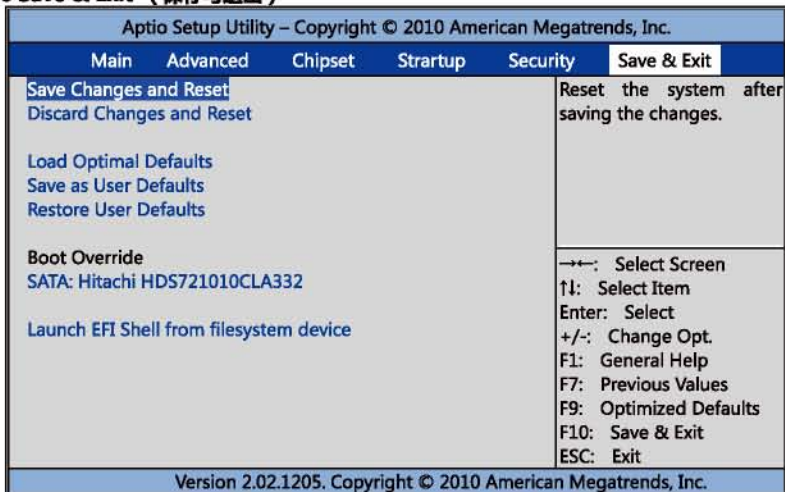 Save & Exit
Aptio Setup Utility – Copyright © 2010 American Megatrends, Inc.
Main Advanced Chipset Strartup Security Save & Exit
Save Changes and Reset
Discard Changes and Reset
Load Optimal Defaults
Save as User Defaults
Restore User Defaults
Boot Override
SATA: Hitachi HDS721010CLA332
Launch EFI Shell from filesystem device
Reset the system after
saving the changes.
→←: Select Screen
↑↓: Select Item
Enter: Select
+/-: Change Opt.
F1: General Help
F7: Previous Values
F9: Optimized Defaults
F10: Save & Exit
ESC: Exit
Version 2.02.1205. Copyright © 2010 American Megatrends, Inc.